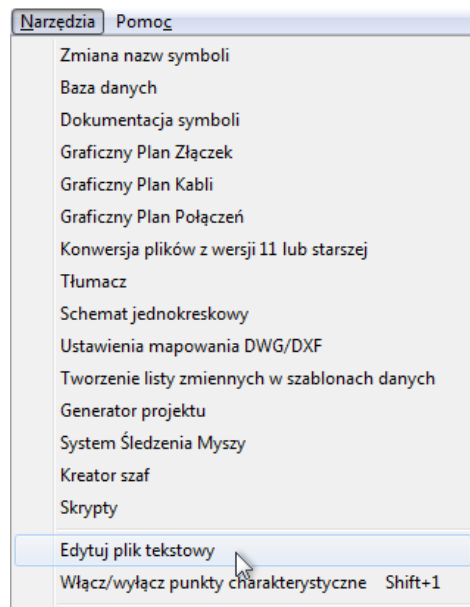 Narzędzia Pomoc
Zmiana nazw symboli
Baza danych
Dokumentacja symboli
Graficzny Plan Złączek
Graficzny Plan Kabli
Graficzny Plan Połączeń
Konwersja plików z wersji 11 lub starszej
Tłumacz
Schemat jednokreskowy
Ustawienia mapowania DWG/DXF
Tworzenie listy zmiennych w szablonach danych
Generator projektu
System Śledzenia Myszy
Kreator szaf
Skrypty
Edytuj plik tekstowy
Włącz/wyłącz punkty charakterystyczne Shift+1